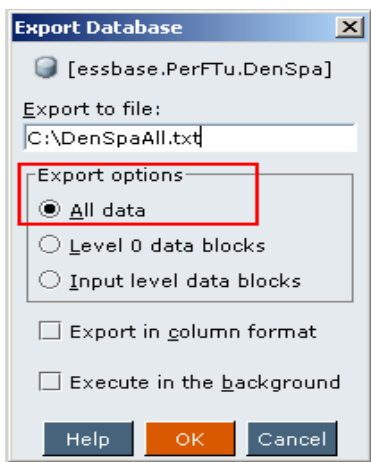 Export Database
[essbase.PerFTu.DenSpa]
Export to file:
C:\DenSpaAll.txt
Export options
All data
Level 0 data blocks
Input level data blocks
Export in column format
Execute in the background
Help OK Cancel